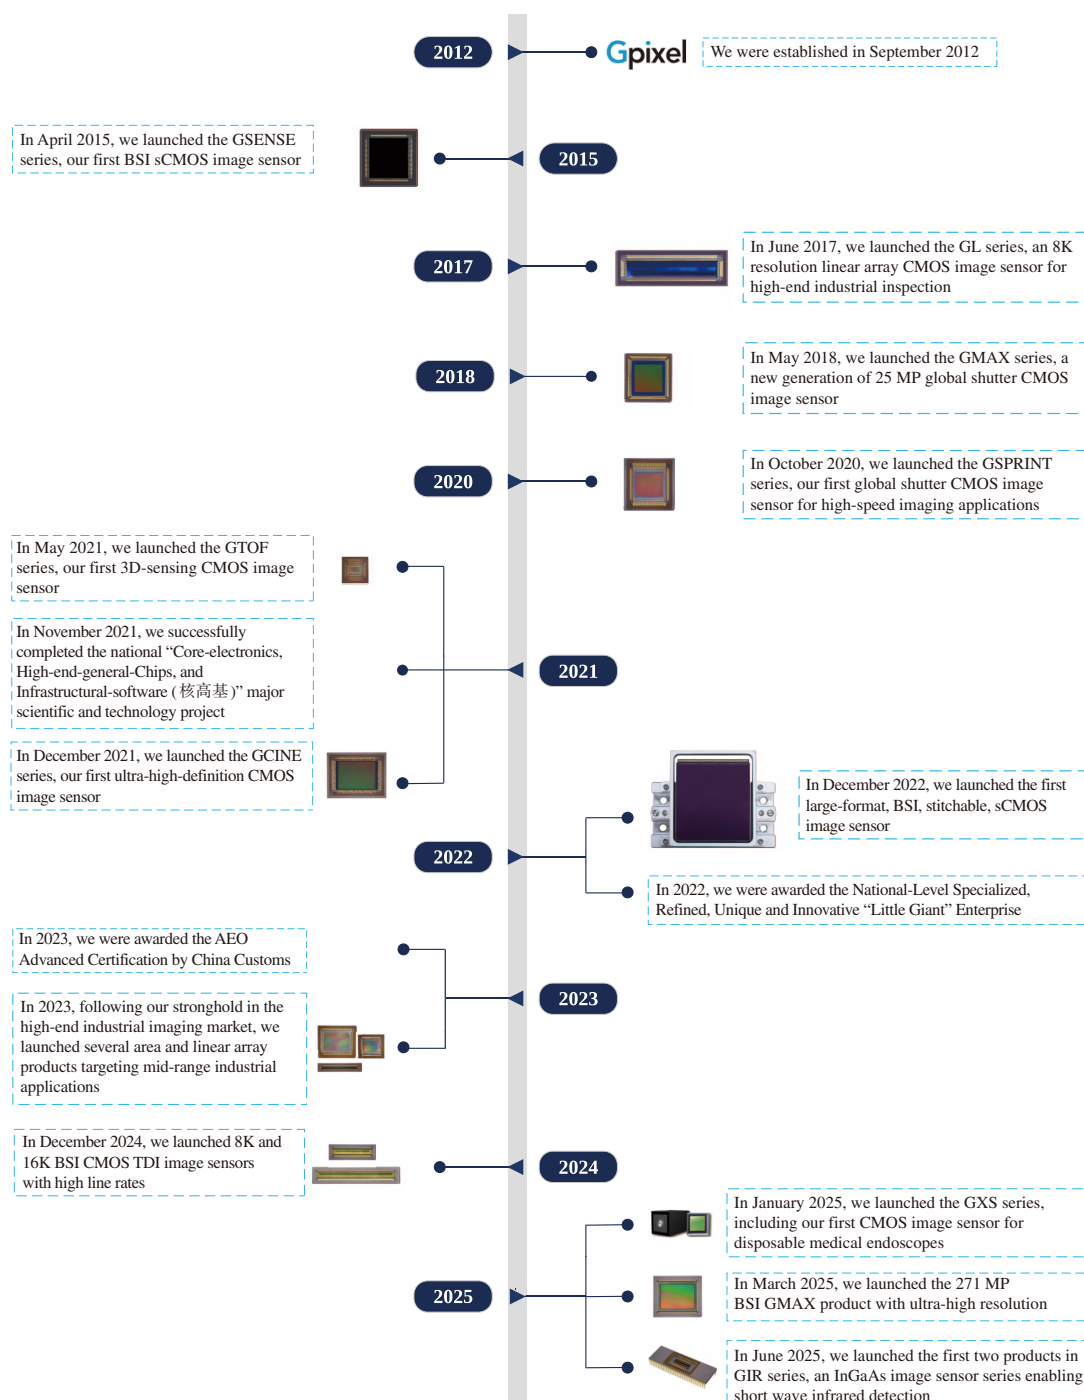 2012
Gpixel
We were established in September 2012
In April 2015, we launched the GSENSE
series, our first BSI sCMOS image sensor
2015
2017
In June 2017, we launched the GL series, an 8K
resolution linear array CMOS image sensor for
high-end industrial inspection
2018
In May 2018, we launched the GMAX series, a
new generation of 25 MP global shutter CMOS
image sensor
2020
In October 2020, we launched the GSPRINT
series, our first global shutter CMOS image
sensor for high-speed imaging applications
In May 2021, we launched the GTOF
series, our first 3D-sensing CMOS image
sensor
In November 2021, we successfully
completed the national “Core-electronics,
High-end-general-Chips, and
Infrastructural-software (核高基)” major
scientific and technology project
2021
In December 2021, we launched the GCINE
series, our first ultra-high-definition CMOS
image sensor
In December 2022, we launched the first
large-format, BSI, stitchable, sCMOS
image sensor
2022
In 2022, we were awarded the National-Level Specialized,
Refined, Unique and Innovative “Little Giant” Enterprise
In 2023, we were awarded the AEO
Advanced Certification by China Customs
2023
In 2023, following our stronghold in the
high-end industrial imaging market, we
launched several area and linear array
products targeting mid-range industrial
applications
In December 2024, we launched 8K and
16K BSI CMOS TDI image sensors
with high line rates
2024
In January 2025, we launched the GXS series,
including our first CMOS image sensor for
disposable medical endoscopes
2025
In March 2025, we launched the 271 MP
BSI GMAX product with ultra-high resolution
In June 2025, we launched the first two products in
GIR series, an InGaAs image sensor series enabling
short wave infrared detection